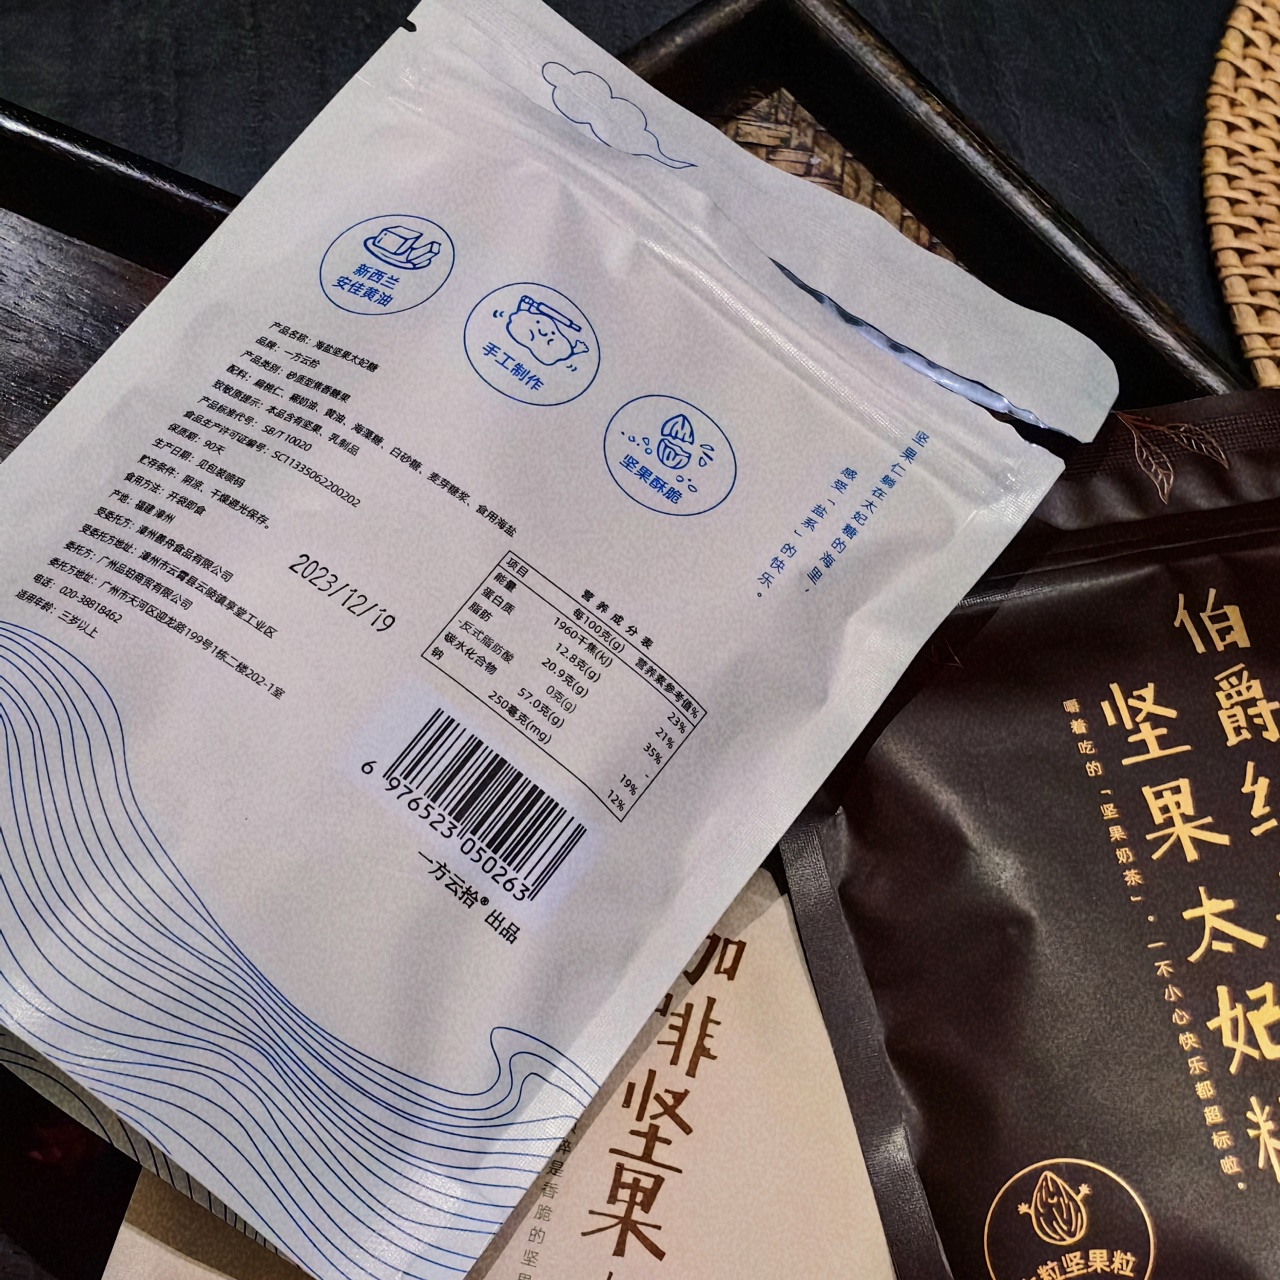 新西兰
安佳黄油
手工制作
坚果酥脆
坚果仁躺在太妃糖的海里，
感受「盐系」的快乐。
产品名称：海盐坚果太妃糖
品牌：一方云拾
产品类别：砂质型焦香糖果
配料：扁桃仁、稀奶油、黄油、海藻糖、白砂糖、麦芽糖浆、食用海盐
致敏质提示：本品含有坚果、乳制品
产品标准代号：SB/T10020
食品生产许可证编号：SC11335062200202
保质期：90天
生产日期：见包装喷码
贮存条件：阴凉、干燥避光保存。
食用方法：开袋即食
产地：福建 漳州
受委托方：漳州 舟食品有限公司
受委托方地址：漳州市云霄县云陵镇享堂工业区
委托方：广州品珀商贸有限公司
委托方地址：广州市天河区迎龙路199号1栋二楼202-1室
电话：020-38818462
适用年龄：三岁以上
2023/12/19
营养成分表
项目 每100克(g) 营养素参考值%
能量 1960千焦(kJ) 23%
蛋白质 12.8克(g) 21%
脂肪 20.9克(g) 35%
-反式脂肪酸 0克(g) -
碳水化合物 57.0克(g) 19%
钠 250毫克(mg) 12%
6 976523 050263
一方云拾® 出品
咖啡坚果
是香脆的坚
伯爵红
坚果太妃糖
嚼着吃的「坚果奶茶」，一不小心快乐都超标啦。
粒坚果粒